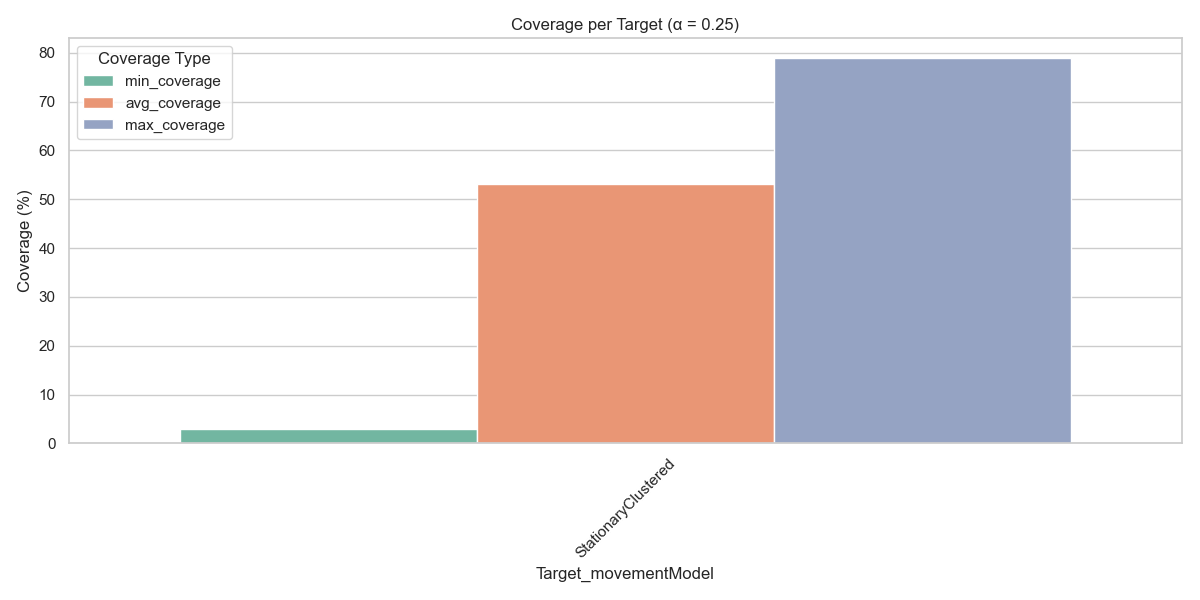 Coverage per Target (α = 0.25)
Coverage Type
min_coverage
avg_coverage
max_coverage
Coverage (%)
80
70
60
50
40
30
20
10
0
StationaryClustered
Target_movementModel